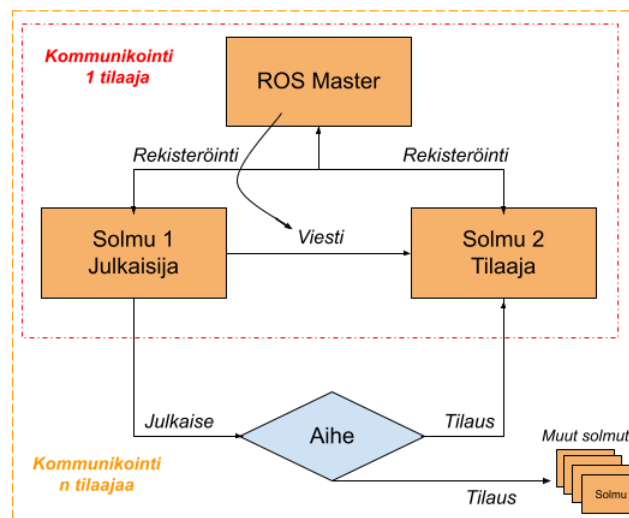 Kommunikointi
1 tilaaja
ROS Master
Rekisteröinti
Rekisteröinti
Solmu 1
Julkaisija
Viesti
Solmu 2
Tilaaja
Julkaise
Aihe
Tilaus
Muut solmut
Kommunikointi
n tilaajaa
Tilaus
Solmu